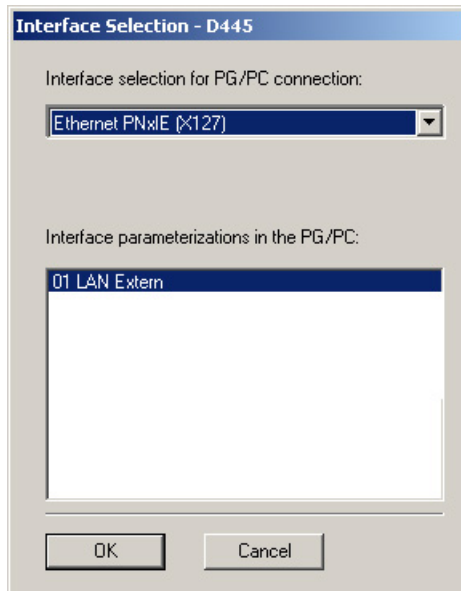 Interface Selection - D445
Interface selection for PG/PC connection:
Ethernet PNxIE (X127)
Interface parameterizations in the PG/PC:
01 LAN Extern
OK
Cancel